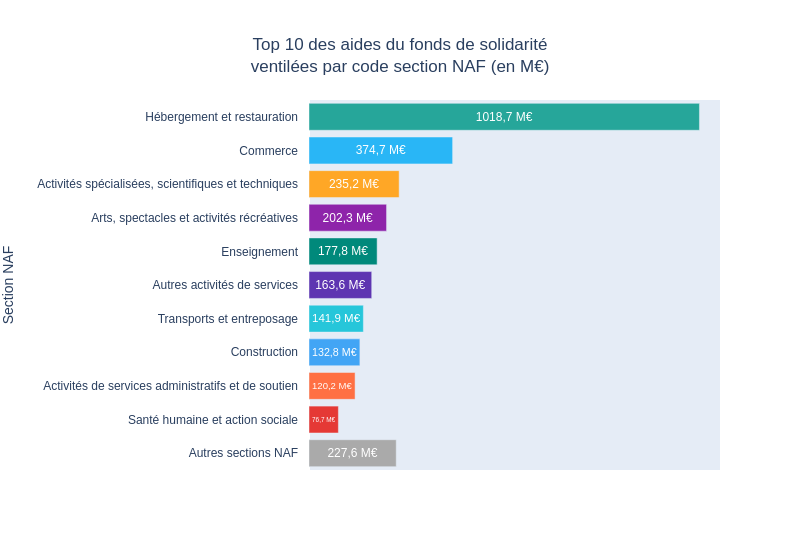 Top 10 des aides du fonds de solidarité
ventilées par code section NAF (en M€)
Section NAF
Hébergement et restauration 1018,7 M€
Commerce 374,7 M€
Activités spécialisées, scientifiques et techniques 235,2 M€
Arts, spectacles et activités récréatives 202,3 M€
Enseignement 177,8 M€
Autres activités de services 163,6 M€
Transports et entreposage 141,9 M€
Construction 132,8 M€
Activités de services administratifs et de soutien 120,2 M€
Santé humaine et action sociale 76,7 M€
Autres sections NAF 227,6 M€